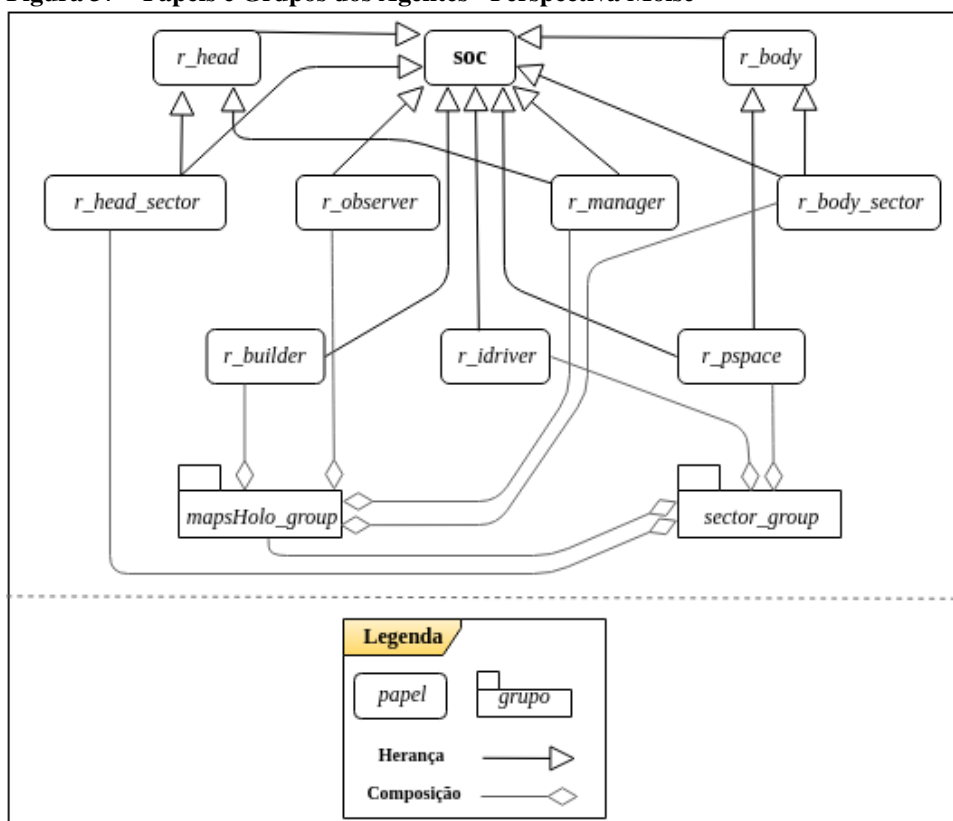 Figura 37 – Papéis e Grupos dos Agentes - Perspectiva Moise
r_head
soc
r_body
r_head_sector
r_observer
r_manager
r_body_sector
r_builder
r_idriver
r_pspace
mapsHolo_group
sector_group
Legenda
papel
grupo
Herança
Composição